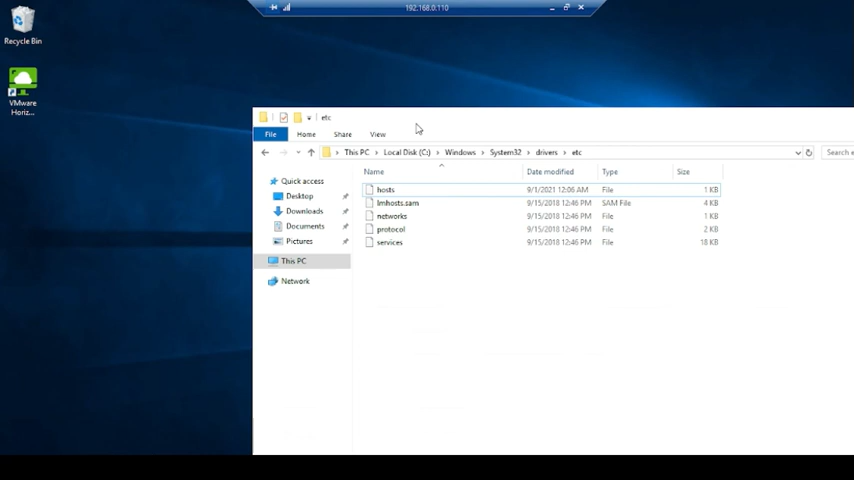 192.168.0.110
Recycle Bin
VMware
Horiz...
etc
File Home Share View
This PC > Local Disk (C:) > Windows > System32 > drivers > etc
Search e
Name Date modified Type Size
Quick access
Desktop
Downloads
Documents
Pictures
This PC
Network
hosts 9/1/2021 12:06 AM File 1 KB
lmhosts.sam 9/15/2018 12:46 PM SAM File 4 KB
networks 9/15/2018 12:46 PM File 1 KB
protocol 9/15/2018 12:46 PM File 2 KB
services 9/15/2018 12:46 PM File 18 KB